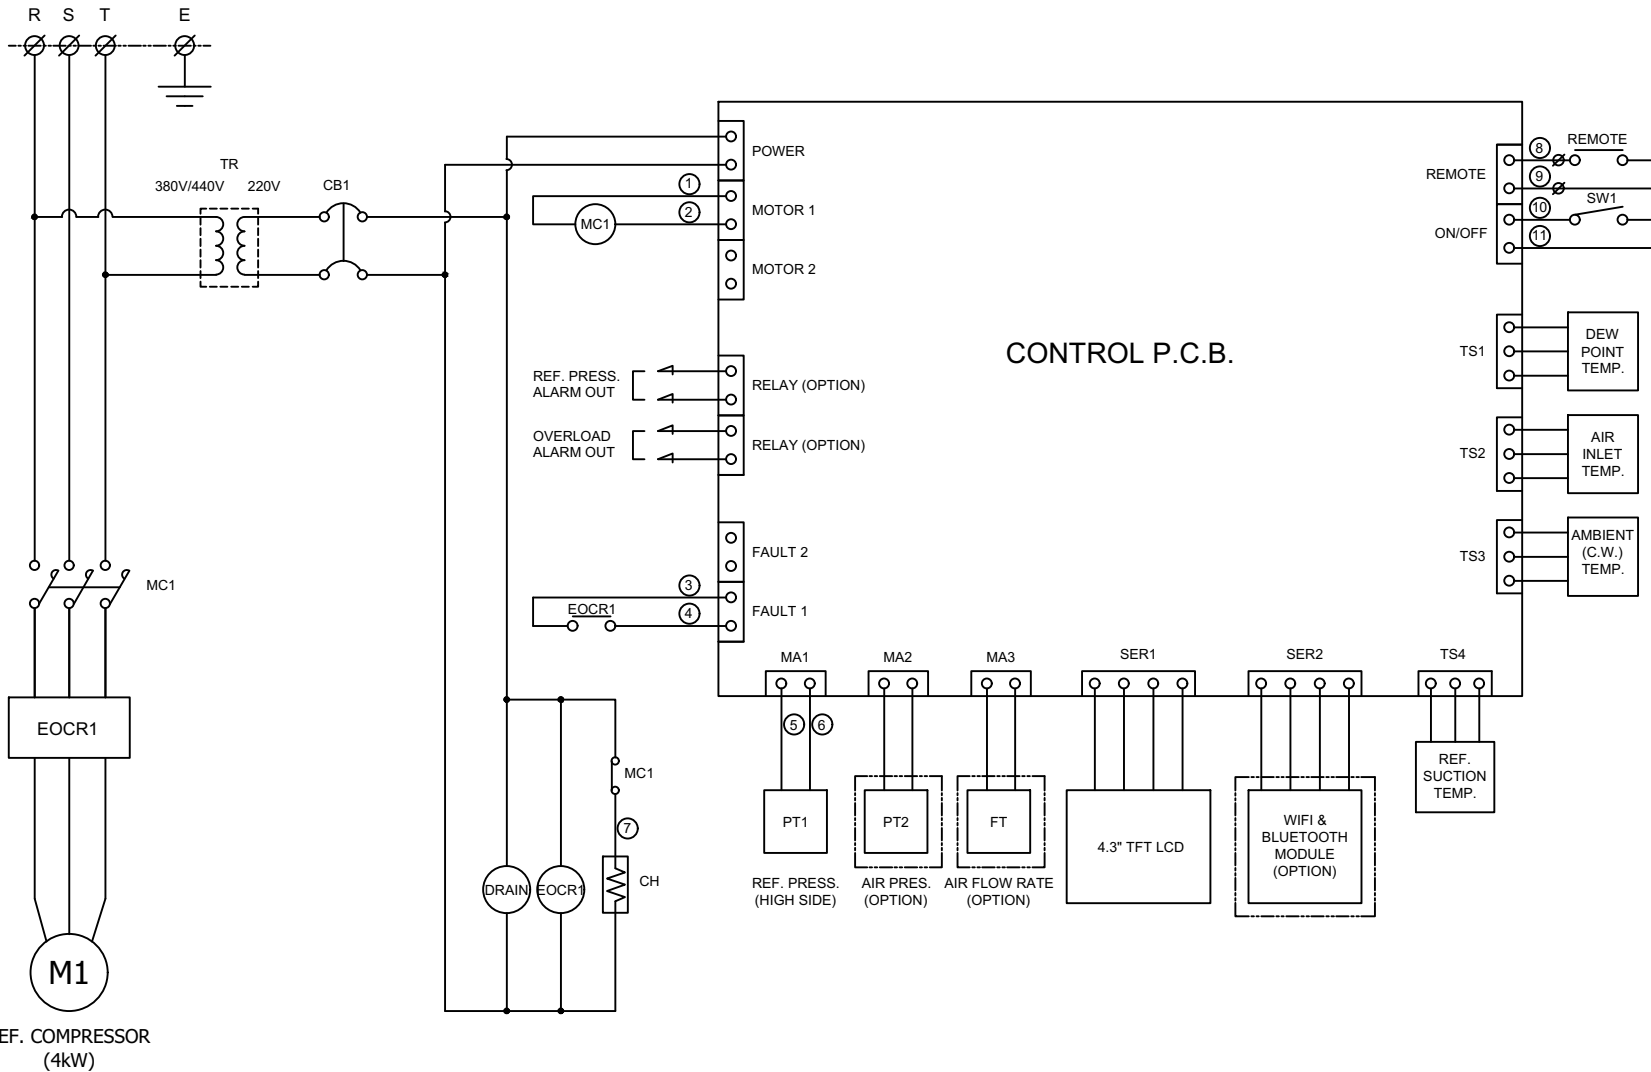 R S T E
TR
380V/440V 220V CB1
POWER
1
2
MC1
MOTOR 1
MOTOR 2
REF. PRESS.
ALARM OUT
RELAY (OPTION)
OVERLOAD
ALARM OUT
RELAY (OPTION)
FAULT 2
3
EOCR1
4
FAULT 1
CONTROL P.C.B.
REMOTE
8
9
REMOTE
ON/OFF
10
11
SW1
TS1
DEW
POINT
TEMP.
TS2
AIR
INLET
TEMP.
TS3
AMBIENT
(C.W.)
TEMP.
MC1
EOCR1
M1
EF. COMPRESSOR
(4kW)
MC1
7
DRAIN
EOCR1
CH
MA1
5
6
PT1
REF. PRESS.
(HIGH SIDE)
MA2
PT2
AIR PRES.
(OPTION)
MA3
FT
AIR FLOW RATE
(OPTION)
SER1
4.3" TFT LCD
SER2
WIFI &
BLUETOOTH
MODULE
(OPTION)
TS4
REF.
SUCTION
TEMP.